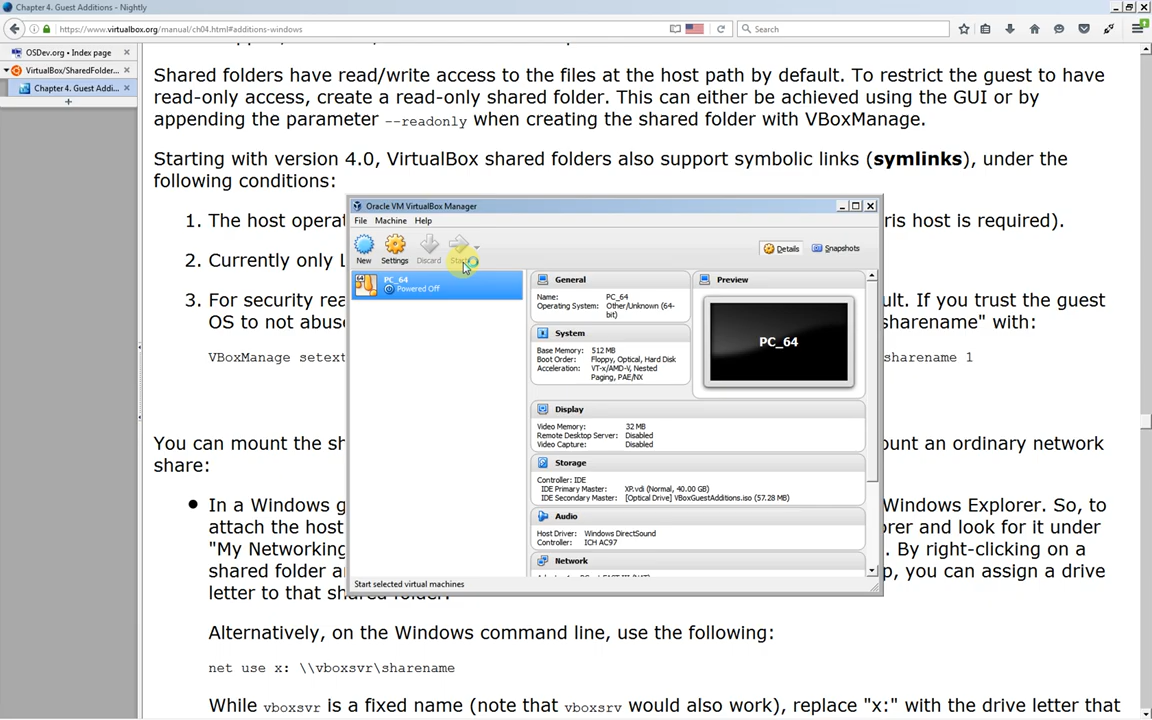 Chapter 4. Guest Additions - Nightly
https://www.virtualbox.org/manual/ch04.html#additions-windows
Search
OSDev.org • Index page
VirtualBox/SharedFolder...
Chapter 4. Guest Additi...
Shared folders have read/write access to the files at the host path by default. To restrict the guest to have
read-only access, create a read-only shared folder. This can either be achieved using the GUI or by
appending the parameter --readonly when creating the shared folder with VBoxManage.
Starting with version 4.0, VirtualBox shared folders also support symbolic links (symlinks), under the
following conditions:
1. The host operat is host is required).
2. Currently only
3. For security rea ult. If you trust the guest
OS to not abus sharename" with:
VBoxManage setext sharename 1
You can mount the sh ount an ordinary network
share:
In a Windows g Windows Explorer. So, to
attach the host rer and look for it under
"My Networking . By right-clicking on a
shared folder a p, you can assign a drive
letter to that shared folder.
Alternatively, on the Windows command line, use the following:
net use x: \\vboxsvr\sharename
While vboxsvr is a fixed name (note that vboxsrv would also work), replace "x:" with the drive letter that
Oracle VM VirtualBox Manager
File Machine Help
New Settings Discard Start
Details Snapshots
64
PC_64
Powered Off
General
Name: PC_64
Operating System: Other/Unknown (64-
bit)
System
Base Memory: 512 MB
Boot Order: Floppy, Optical, Hard Disk
Acceleration: VT-x/AMD-V, Nested
Paging, PAE/NX
Preview
PC_64
Display
Video Memory: 32 MB
Remote Desktop Server: Disabled
Video Capture: Disabled
Storage
Controller: IDE
IDE Primary Master: XP.vdi (Normal, 40.00 GB)
IDE Secondary Master: [Optical Drive] VBoxGuestAdditions.iso (57.28 MB)
Audio
Host Driver: Windows DirectSound
Controller: ICH AC97
Network
Start selected virtual machines